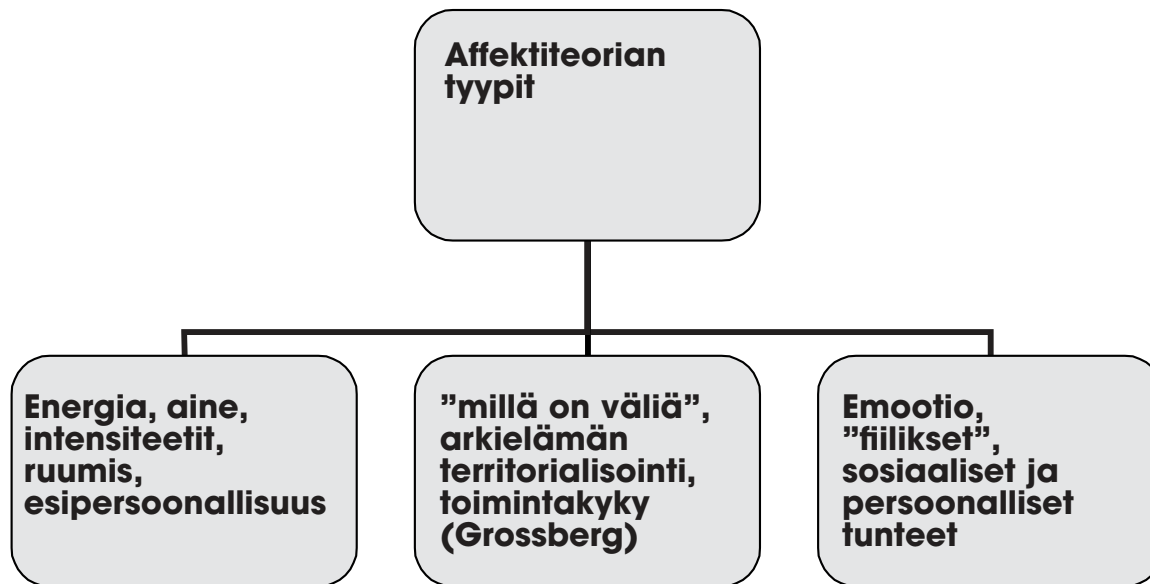 Affektiteorian
tyypit
Energia, aine,
intensiteetit,
ruumis,
esipersoonallisuus
”millä on väliä”,
arkielämän
territorialisointi,
toimintakyky
(Grossberg)
Emootio,
”fiilikset”,
sosiaaliset ja
persoonalliset
tunteet